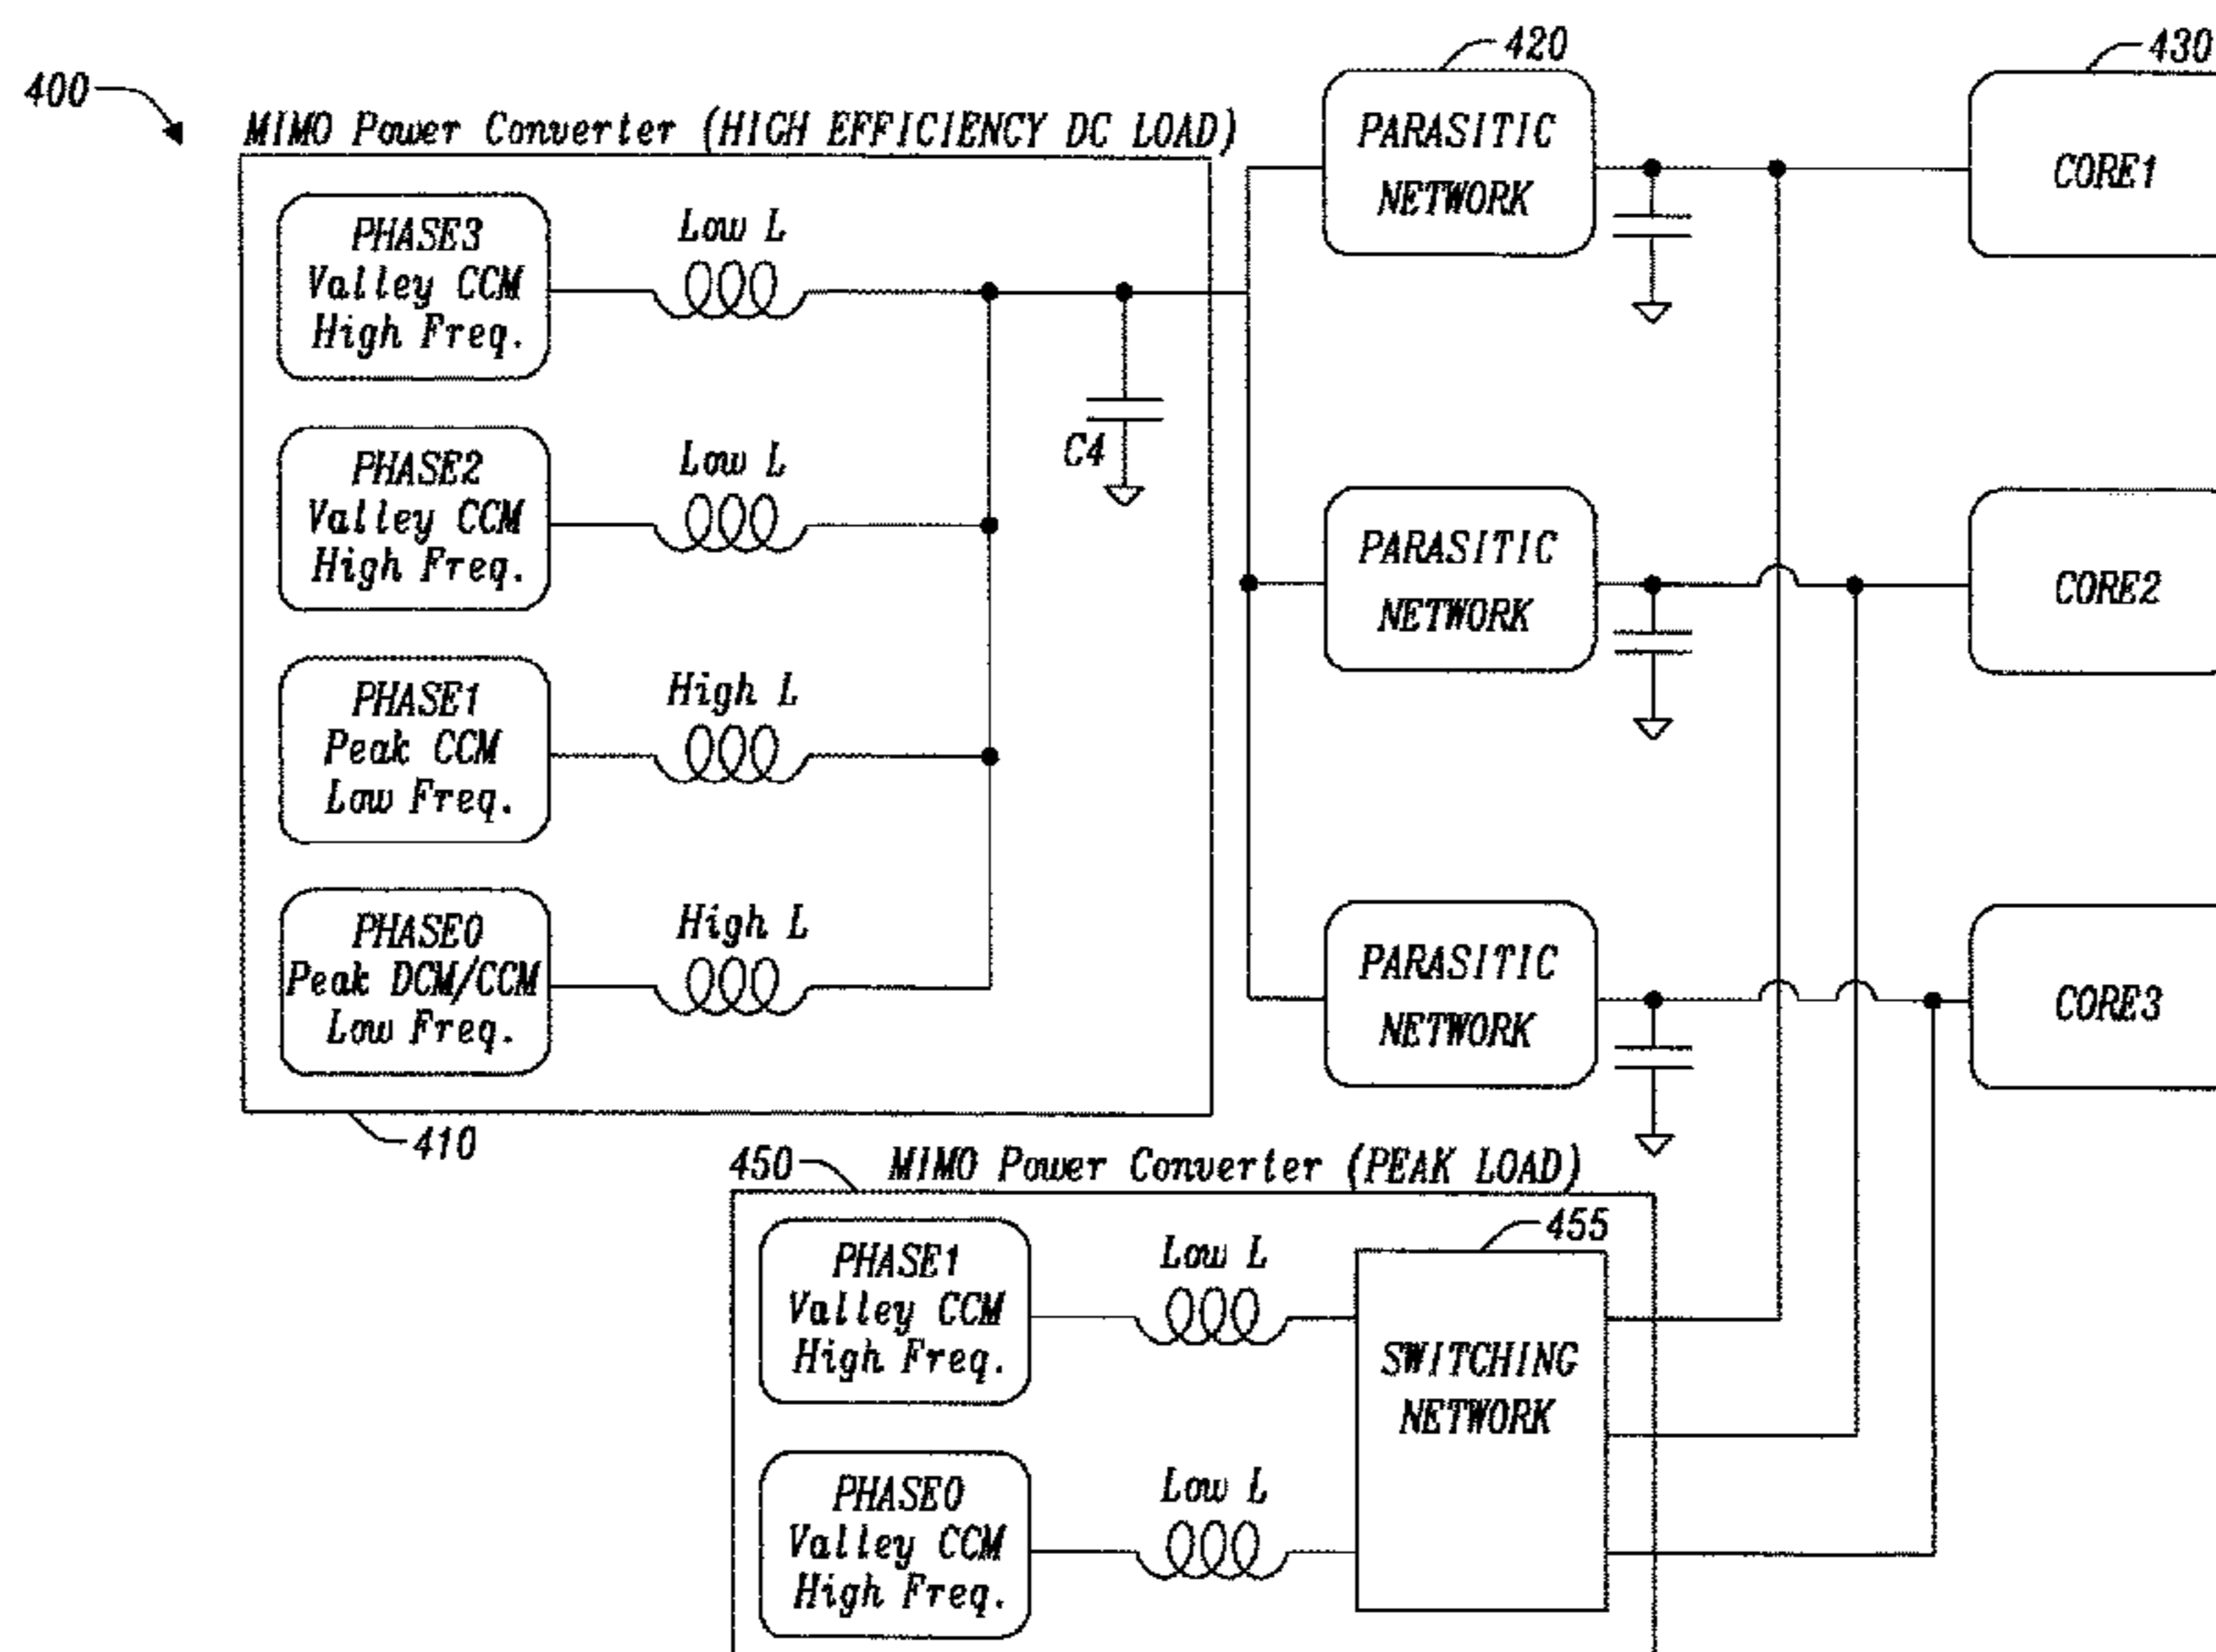 400
MIMO Power Converter (HIGH EFFICIENCY DC LOAD)
420
430
PHASE3
Valley CCM
High Freq.
Low L
PARASITIC
NETWORK
CORE1
PHASE2
Valley CCM
High Freq.
Low L
C4
PARASITIC
NETWORK
CORE2
PHASE1
Peak CCM
Low Freq.
High L
PHASE0
Peak DCM/CCM
Low Freq.
High L
PARASITIC
NETWORK
CORE3
410
450
MIMO Power Converter (PEAK LOAD)
455
PHASE1
Valley CCM
High Freq.
Low L
SWITCHING
NETWORK
PHASE0
Valley CCM
High Freq.
Low L